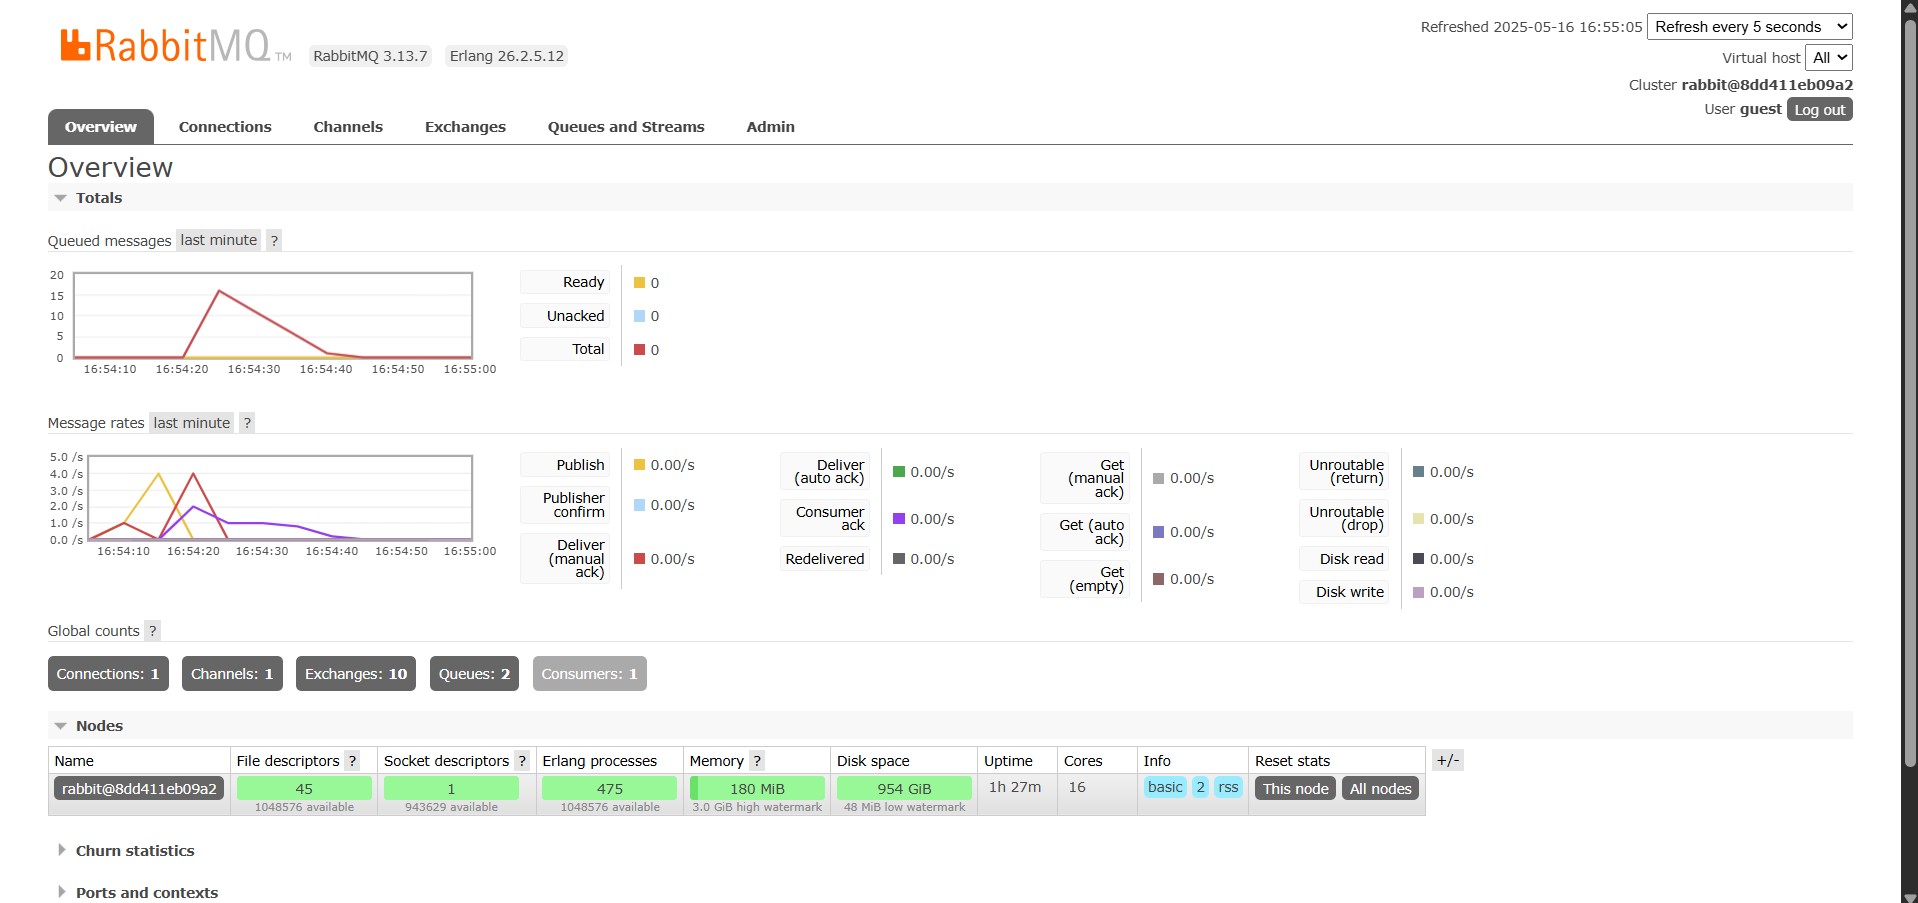 RabbitMQ TM RabbitMQ 3.13.7 Erlang 26.2.5.12
Refreshed 2025-05-16 16:55:05 Refresh every 5 seconds
Virtual host All
Cluster rabbit@8dd411eb09a2
User guest Log out
Overview Connections Channels Exchanges Queues and Streams Admin
Overview
Totals
Queued messages last minute ?
20
15
10
5
0
16:54:10 16:54:20 16:54:30 16:54:40 16:54:50 16:55:00
Ready 0
Unacked 0
Total 0
Message rates last minute ?
5.0 /s
4.0 /s
3.0 /s
2.0 /s
1.0 /s
0.0 /s
16:54:10 16:54:20 16:54:30 16:54:40 16:54:50 16:55:00
Publish 0.00/s
Publisher
confirm 0.00/s
Deliver
(manual
ack) 0.00/s
Deliver
(auto ack) 0.00/s
Consumer
ack 0.00/s
Redelivered 0.00/s
Get
(manual
ack) 0.00/s
Get (auto
ack) 0.00/s
Get
(empty) 0.00/s
Unroutable
(return) 0.00/s
Unroutable
(drop) 0.00/s
Disk read 0.00/s
Disk write 0.00/s
Global counts ?
Connections: 1 Channels: 1 Exchanges: 10 Queues: 2 Consumers: 1
Nodes
Name File descriptors ? Socket descriptors ? Erlang processes Memory ? Disk space Uptime Cores Info Reset stats +/-
rabbit@8dd411eb09a2 45 1 475 180 MiB 954 GiB 1h 27m 16 basic 2 rss This node All nodes
1048576 available 943629 available 1048576 available 3.0 GiB high watermark 48 MiB low watermark
Churn statistics
Ports and contexts